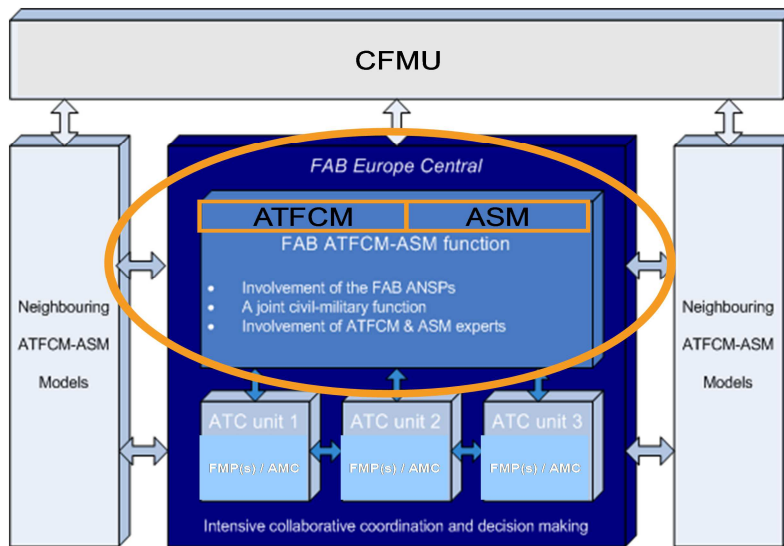 CFMU
FAB Europe Central
ATFCM
ASM
FAB ATFCM-ASM function
• Involvement of the FAB ANSPs
• A joint civil-military function
• Involvement of ATFCM & ASM experts
Neighbouring
ATFCM-ASM
Models
Neighbouring
ATFCM-ASM
Models
ATC unit 1
FMP(s) / AMC
ATC unit 2
FMP(s) / AMC
ATC unit 3
FMP(s) / AMC
Intensive collaborative coordination and decision making